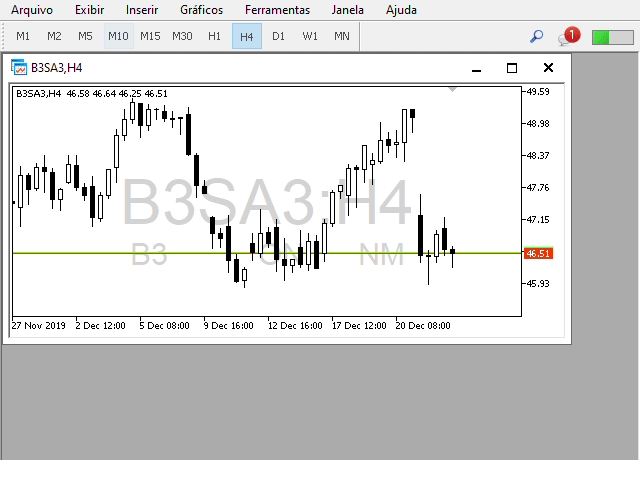 Arquivo Exibir Inserir Gráficos Ferramentas Janela Ajuda
M1 M2 M5 M10 M15 M30 H1 H4 D1 W1 MN 1
B3SA3,H4
B3SA3,H4 46.58 46.64 46.25 46.51
49.59
48.98
48.37
47.76
B3SA3:H4
47.15
B3 ON NM
46.51
45.93
27 Nov 2019 2 Dec 12:00 5 Dec 08:00 9 Dec 16:00 12 Dec 16:00 17 Dec 12:00 20 Dec 08:00